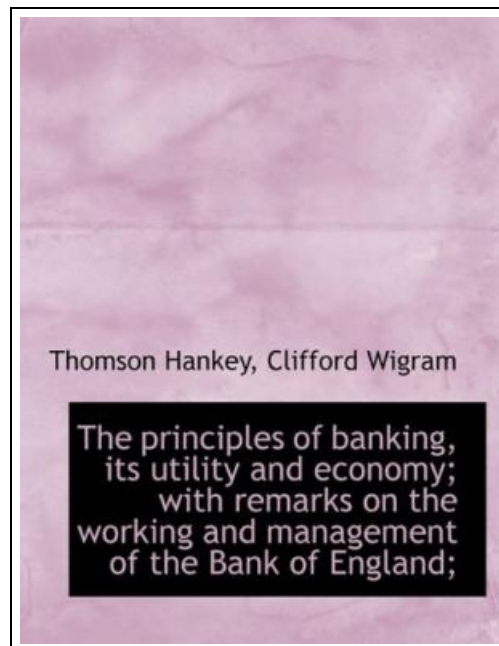 Thomson Hankey, Clifford Wigram
The principles of banking,
its utility and economy;
with remarks on the
working and management
of the Bank of England;